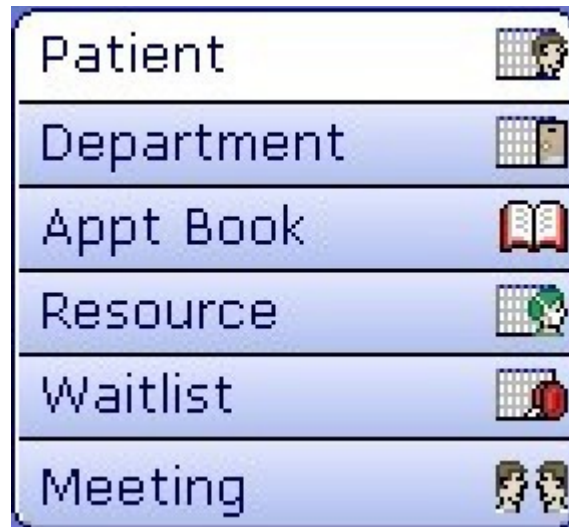 Patient
Department
Appt Book
Resource
Waitlist
Meeting